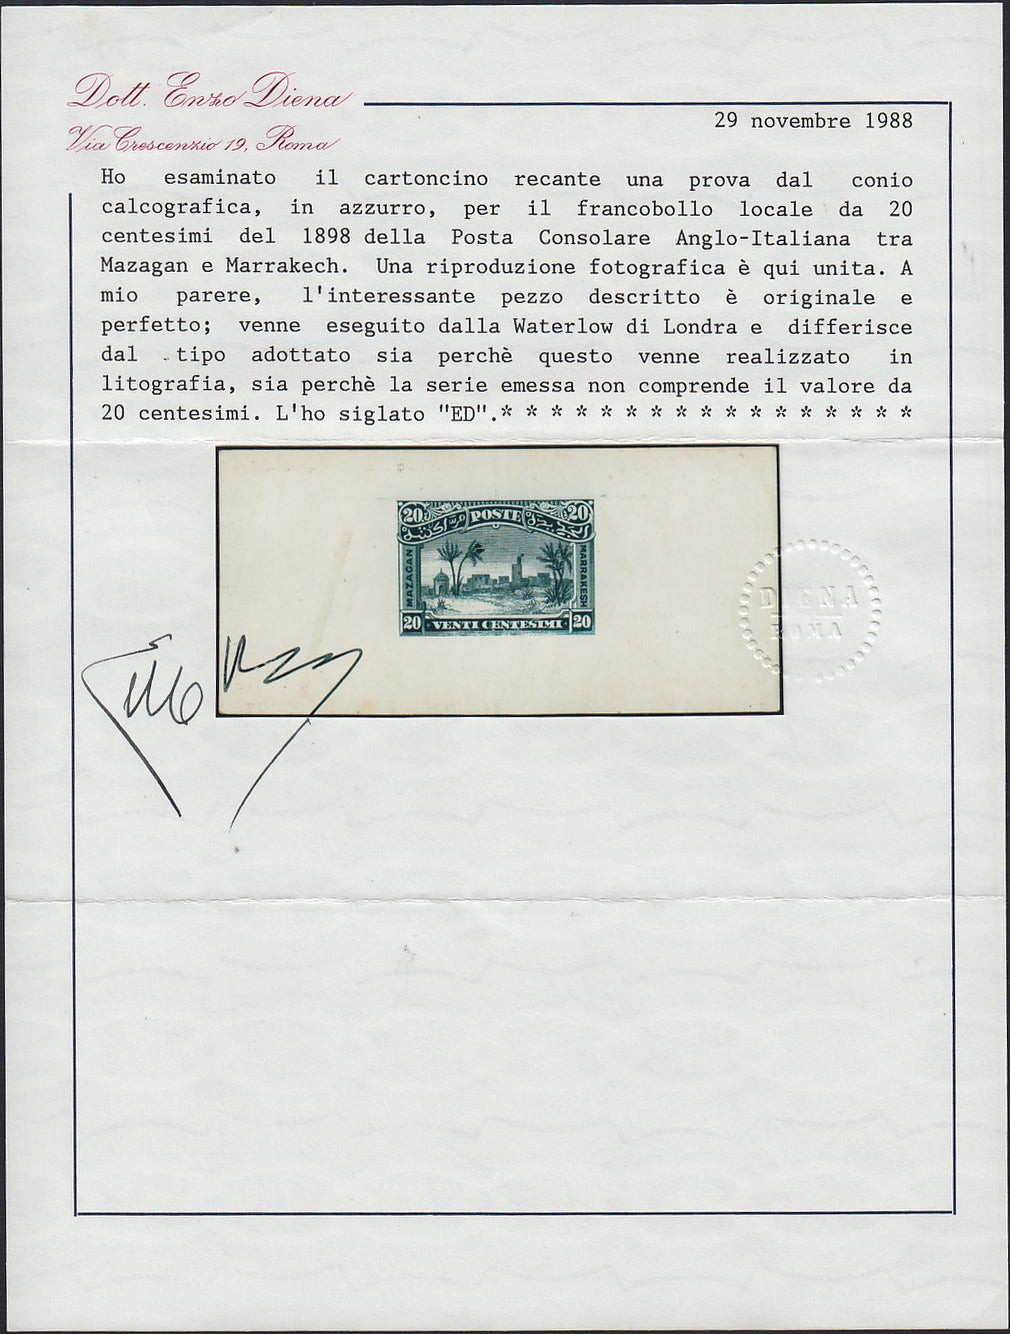 Dott. Enzo Diena
Via Crescenzio 19, Roma
29 novembre 1988
Ho esaminato il cartoncino recante una prova dal conio
calcografica, in azzurro, per il francobollo locale da 20
centesimi del 1898 della Posta Consolare Anglo-Italiana tra
Mazagan e Marrakech. Una riproduzione fotografica è qui unita. A
mio parere, l'interessante pezzo descritto è originale e
perfetto; venne eseguito dalla Waterlow di Londra e differisce
dal tipo adottato sia perchè questo venne realizzato in
litografia, sia perchè la serie emessa non comprende il valore da
20 centesimi. L'ho siglato "ED".* * * * * * * * * * * * * * * * *
20 POSTE 20
MAZAGAN
MARRAKESH
20 VENTI CENTESIMI 20
DIENA
ROMA